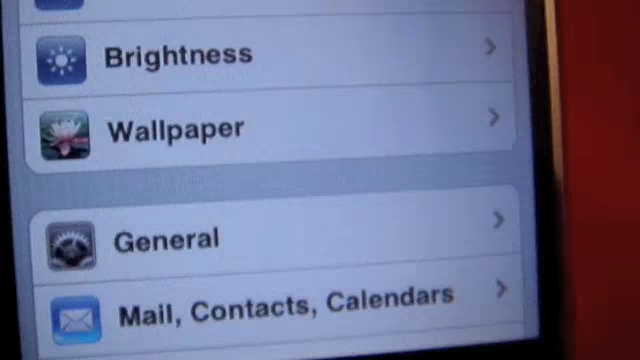 Brightness
Wallpaper
General
Mail, Contacts, Calendars